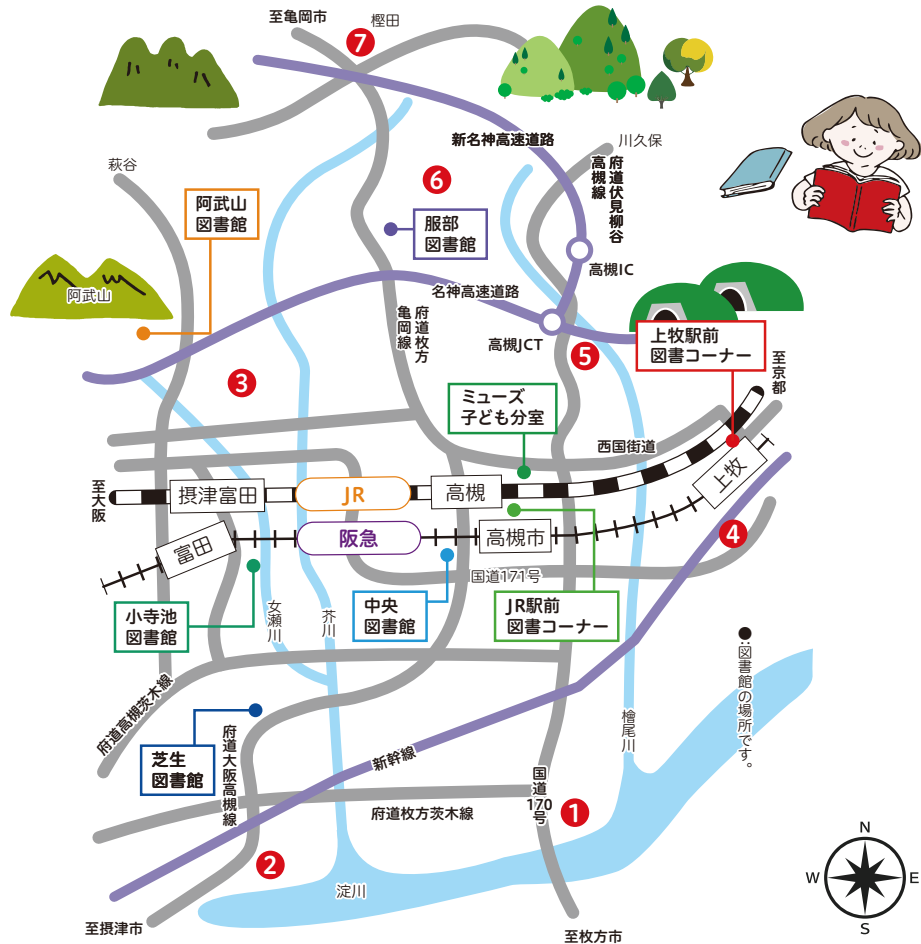 至亀岡市
樫田
7
新名神高速道路
川久保
府道伏見柳谷
高槻線
萩谷
6
阿武山
図書館
服部
図書館
高槻IC
阿武山
名神高速道路
府道枚方
亀岡線
高槻JCT
上牧駅前
図書コーナー
5
至京都
3
ミューズ
子ども分室
西国街道
至大阪
摂津富田
JR
高槻
上牧
富田
阪急
高槻市
4
国道171号
小寺池
図書館
女瀬川
芥川
中央
図書館
JR駅前
図書コーナー
●:図書館の場所です。
府道高槻茨木線
檜尾川
芝生
図書館
府道大阪高槻線
新幹線
国道170号
府道枚方茨木線
1
2
淀川
至摂津市
至枚方市
N
W
E
S